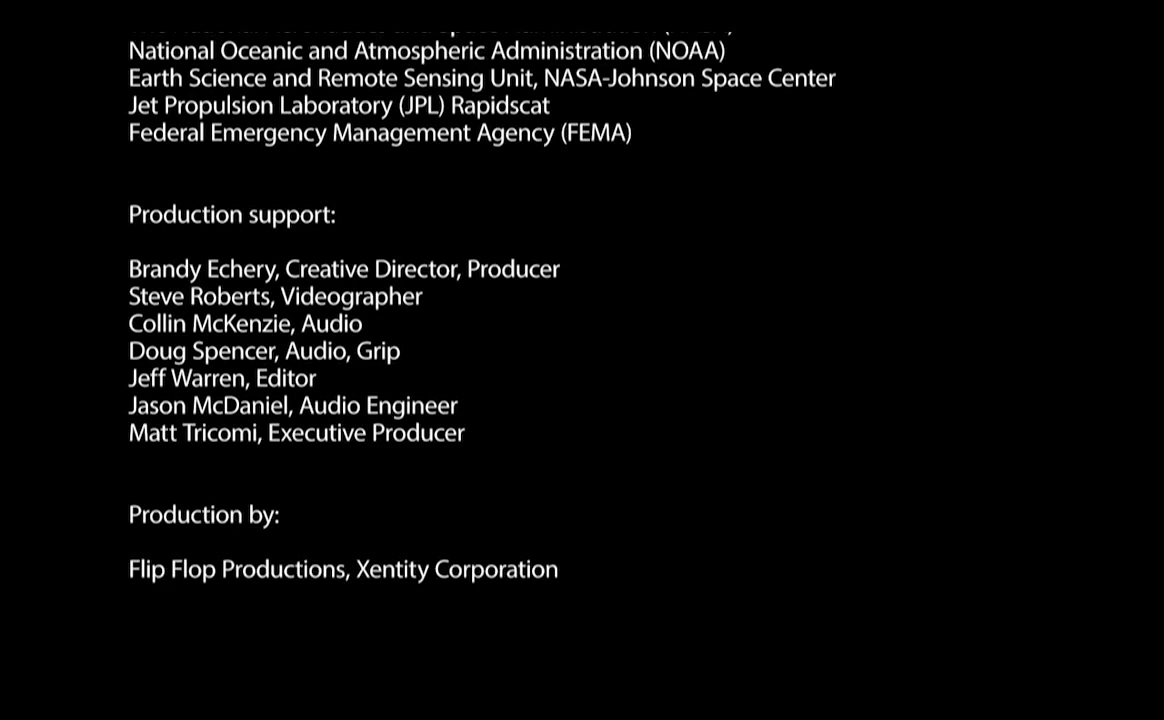 National Oceanic and Atmospheric Administration (NOAA)
Earth Science and Remote Sensing Unit, NASA-Johnson Space Center
Jet Propulsion Laboratory (JPL) Rapidscat
Federal Emergency Management Agency (FEMA)
Production support:
Brandy Echery, Creative Director, Producer
Steve Roberts, Videographer
Collin McKenzie, Audio
Doug Spencer, Audio, Grip
Jeff Warren, Editor
Jason McDaniel, Audio Engineer
Matt Tricomi, Executive Producer
Production by:
Flip Flop Productions, Xentity Corporation